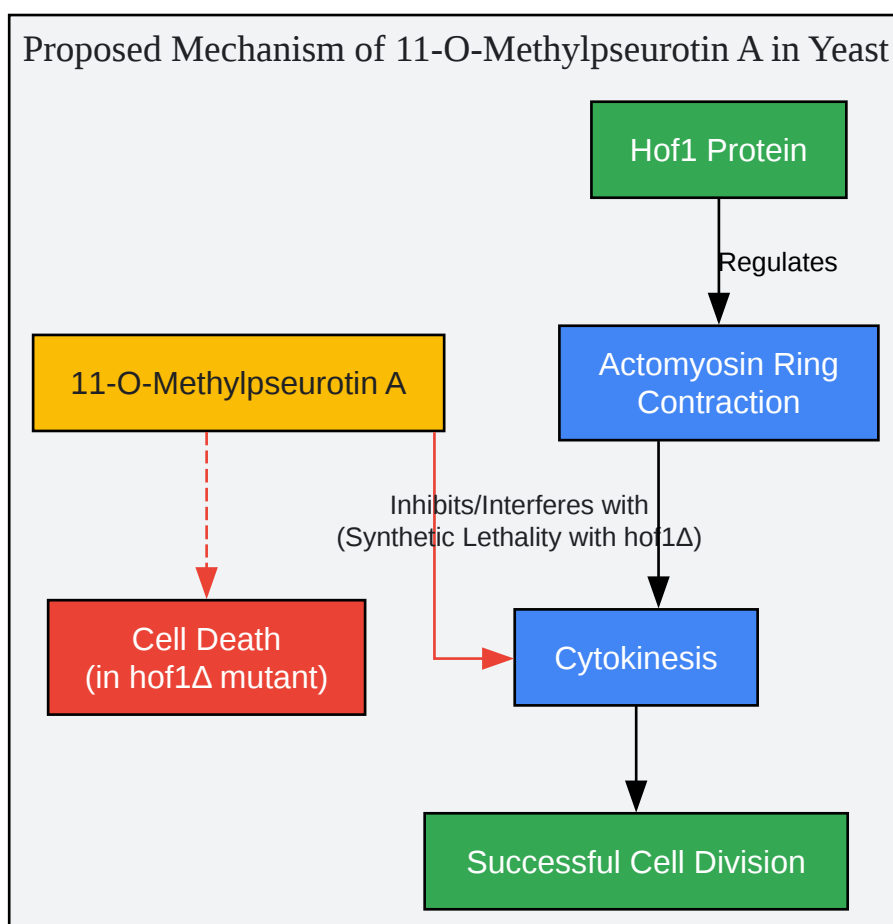 Proposed Mechanism of 11-O-Methylpseurotin A in Yeast
Hof1 Protein
Regulates
11-O-Methylpseurotin A
Actomyosin Ring
Contraction
Inhibits/Interferes with
(Synthetic Lethality with hof1Δ)
Cell Death
(in hof1Δ mutant)
Cytokinesis
Successful Cell Division